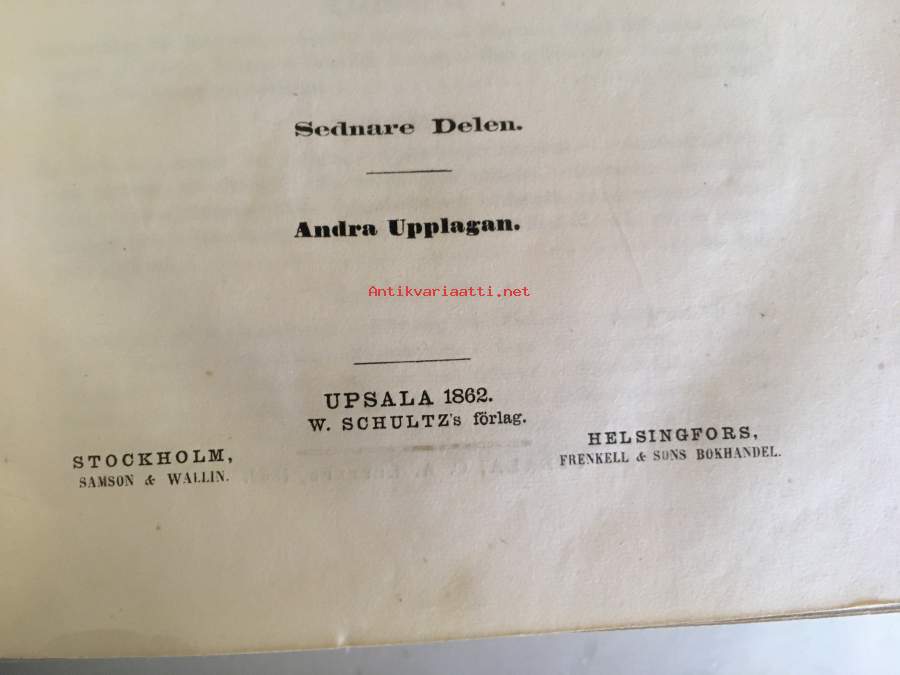 Sednare Delen.
Andra Upplagan.
Antikvariaatti.net
UPSALA 1862.
W. SCHULTZ's förlag.
STOCKHOLM,
SAMSON & WALLIN.
HELSINGFORS,
FRENKELL & SONS BOKHANDEL.